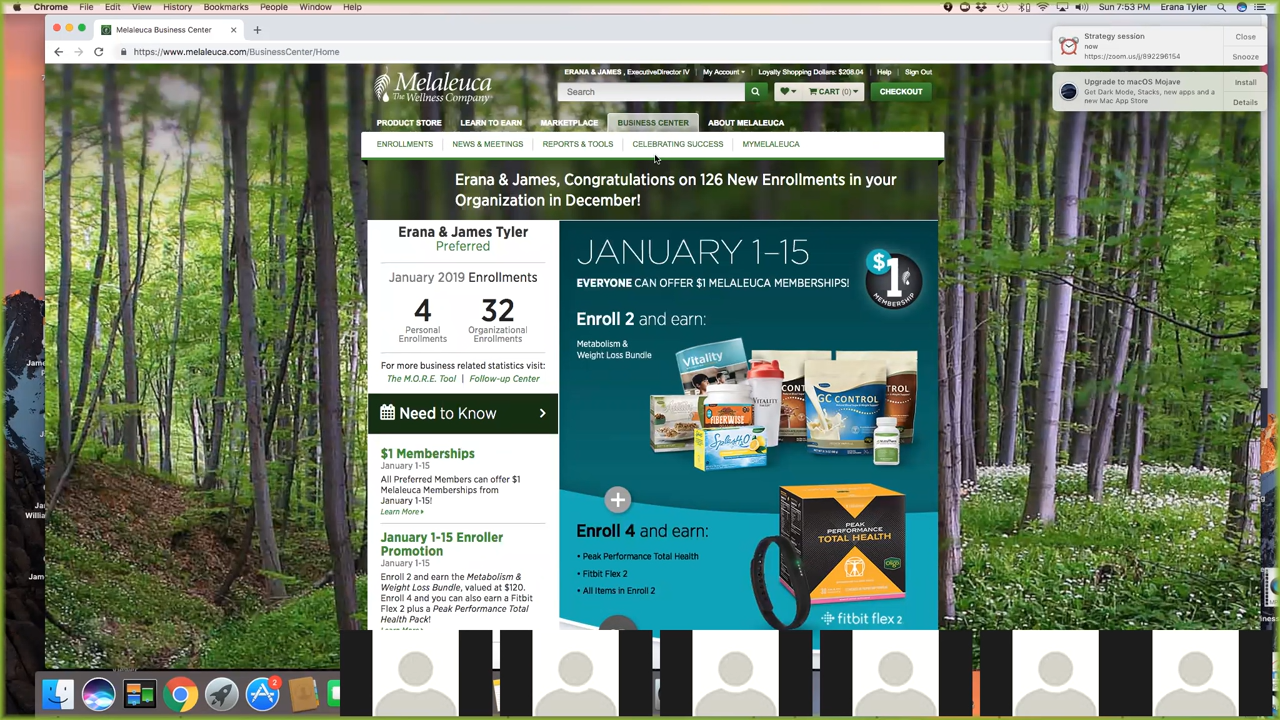 Chrome File Edit View History Bookmarks People Window Help
Sun 7:53 PM Erana Tyler
Melaleuca Business Center
https://www.melaleuca.com/BusinessCenter/Home
Strategy session
now
https://zoom.us/j/992296154
Close
Snooze
Upgrade to macOS Mojave
Get Dark Mode, Stacks, new apps and a
new Mac App Store
Install
Details
Melaleuca
The Wellness Company
ERANA & JAMES , ExecutiveDirector IV My Account Loyalty Shopping Dollars: $208.04 Help Sign Out
Search
CART (0)
CHECKOUT
PRODUCT STORE LEARN TO EARN MARKETPLACE BUSINESS CENTER ABOUT MELALEUCA
ENROLLMENTS NEWS & MEETINGS REPORTS & TOOLS CELEBRATING SUCCESS MYMELALEUCA
Erana & James, Congratulations on 126 New Enrollments in your
Organization in December!
Erana & James Tyler
Preferred
January 2019 Enrollments
4 32
Personal Enrollments
Organizational Enrollments
For more business related statistics visit:
The M.O.R.E. Tool | Follow-up Center
Need to Know
$1 Memberships
January 1-15
All Preferred Members can offer $1
Melaleuca Memberships from
January 1-15!
Learn More
January 1-15 Enroller
Promotion
January 1-15
Enroll 2 and earn the Metabolism &
Weight Loss Bundle, valued at $120.
Enroll 4 and you can also earn a Fitbit
Flex 2 plus a Peak Performance Total
Health Pack!
JANUARY 1–15
EVERYONE CAN OFFER $1 MELALEUCA MEMBERSHIPS!
$1
MEMBERSHIP
Enroll 2 and earn:
Metabolism &
Weight Loss Bundle
Vitality
VITALITY
FIBERWISE
SplasH2O
GC CONTROL
Enroll 4 and earn:
• Peak Performance Total Health
• Fitbit Flex 2
• All Items in Enroll 2
PEAK
PERFORMANCE
TOTAL HEALTH
Oligo
fitbit flex 2
2